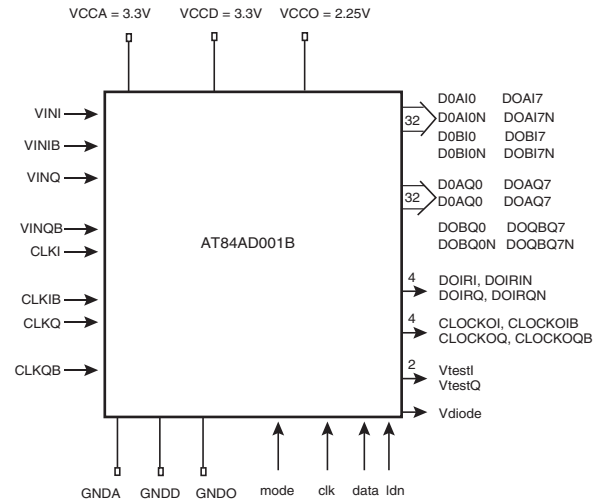 VCCA = 3.3V VCCD = 3.3V VCCO = 2.25V
VINI
VINIB
VINQ
VINQB
CLKI
CLKIB
CLKQ
CLKQB
AT84AD001B
32
D0AI0 DOAI7
D0AI0N DOAI7N
D0BI0 DOBI7
D0BI0N DOBI7N
32
D0AQ0 DOAQ7
D0AQ0 DOAQ7
DOBQ0 DOQBQ7
DOBQ0N DOQBQ7N
4
DOIRI, DOIRIN
DOIRQ, DOIRQN
4
CLOCKOI, CLOCKOIB
CLOCKOQ, CLOCKOQB
2
VtestI
VtestQ
Vdiode
GNDA GNDD GNDO mode clk data ldn